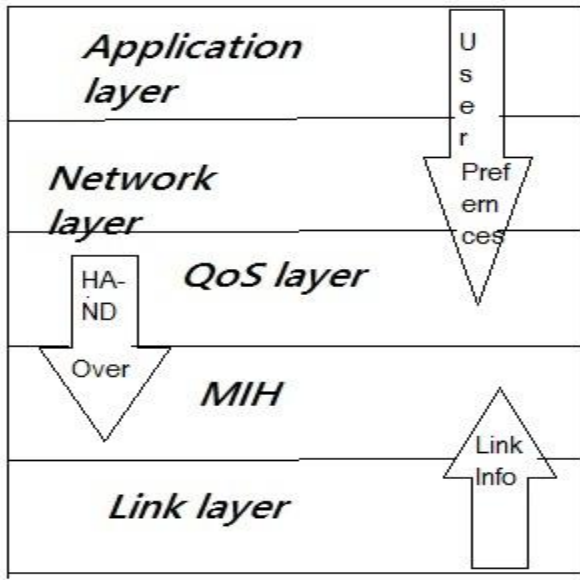 Application
layer
U
s
e
r
Pref
ern
ces
Network
layer
QoS layer
HA-
ND
Over
MIH
Link
Info
Link layer